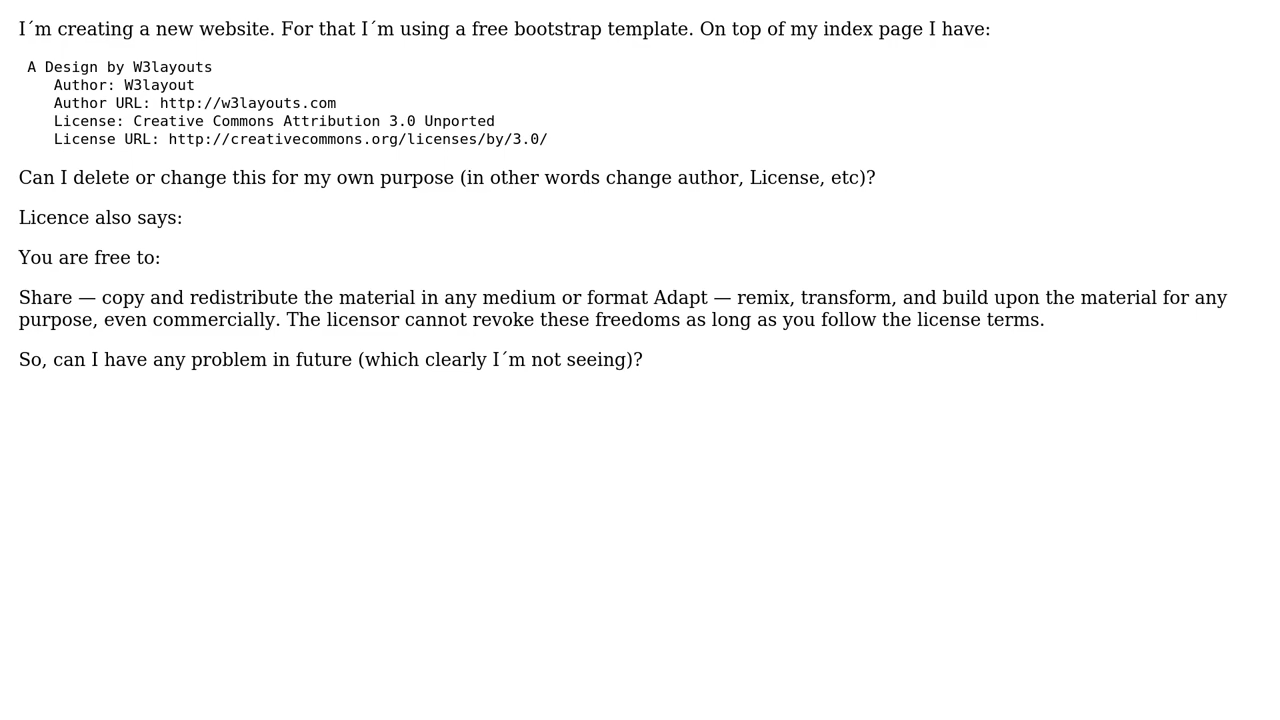 I´m creating a new website. For that I´m using a free bootstrap template. On top of my index page I have:
A Design by W3layouts
Author: W3layout
Author URL: http://w3layouts.com
License: Creative Commons Attribution 3.0 Unported
License URL: http://creativecommons.org/licenses/by/3.0/
Can I delete or change this for my own purpose (in other words change author, License, etc)?
Licence also says:
You are free to:
Share — copy and redistribute the material in any medium or format Adapt — remix, transform, and build upon the material for any
purpose, even commercially. The licensor cannot revoke these freedoms as long as you follow the license terms.
So, can I have any problem in future (which clearly I´m not seeing)?